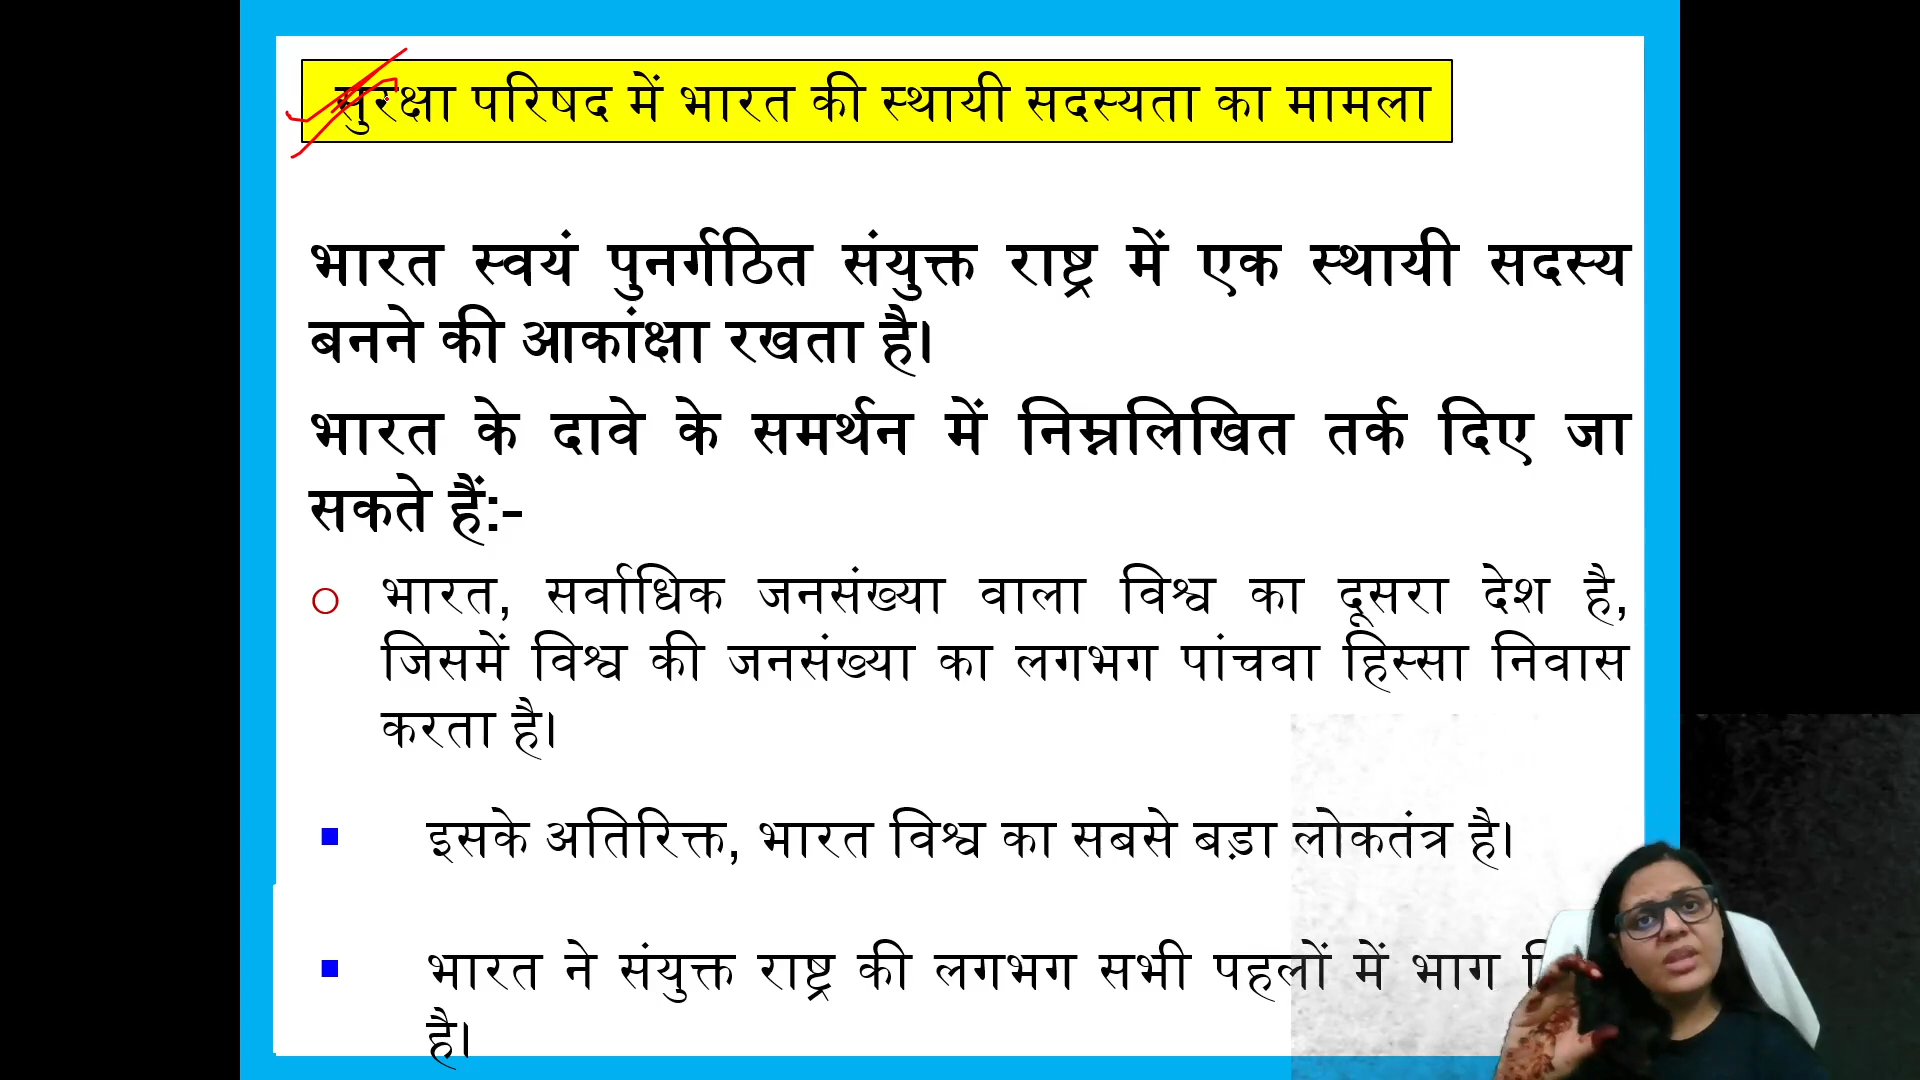 सुरक्षा परिषद में भारत की स्थायी सदस्यता का मामला
भारत स्वयं पुनर्गठित संयुक्त राष्ट्र में एक स्थायी सदस्य
बनने की आकांक्षा रखता है।
भारत के दावे के समर्थन में निम्नलिखित तर्क दिए जा
सकते हैं:-
भारत, सर्वाधिक जनसंख्या वाला विश्व का दूसरा देश है,
जिसमें विश्व की जनसंख्या का लगभग पांचवा हिस्सा निवास
करता है।
इसके अतिरिक्त, भारत विश्व का सबसे बड़ा लोकतंत्र है।
भारत ने संयुक्त राष्ट्र की लगभग सभी पहलों में भाग
है।